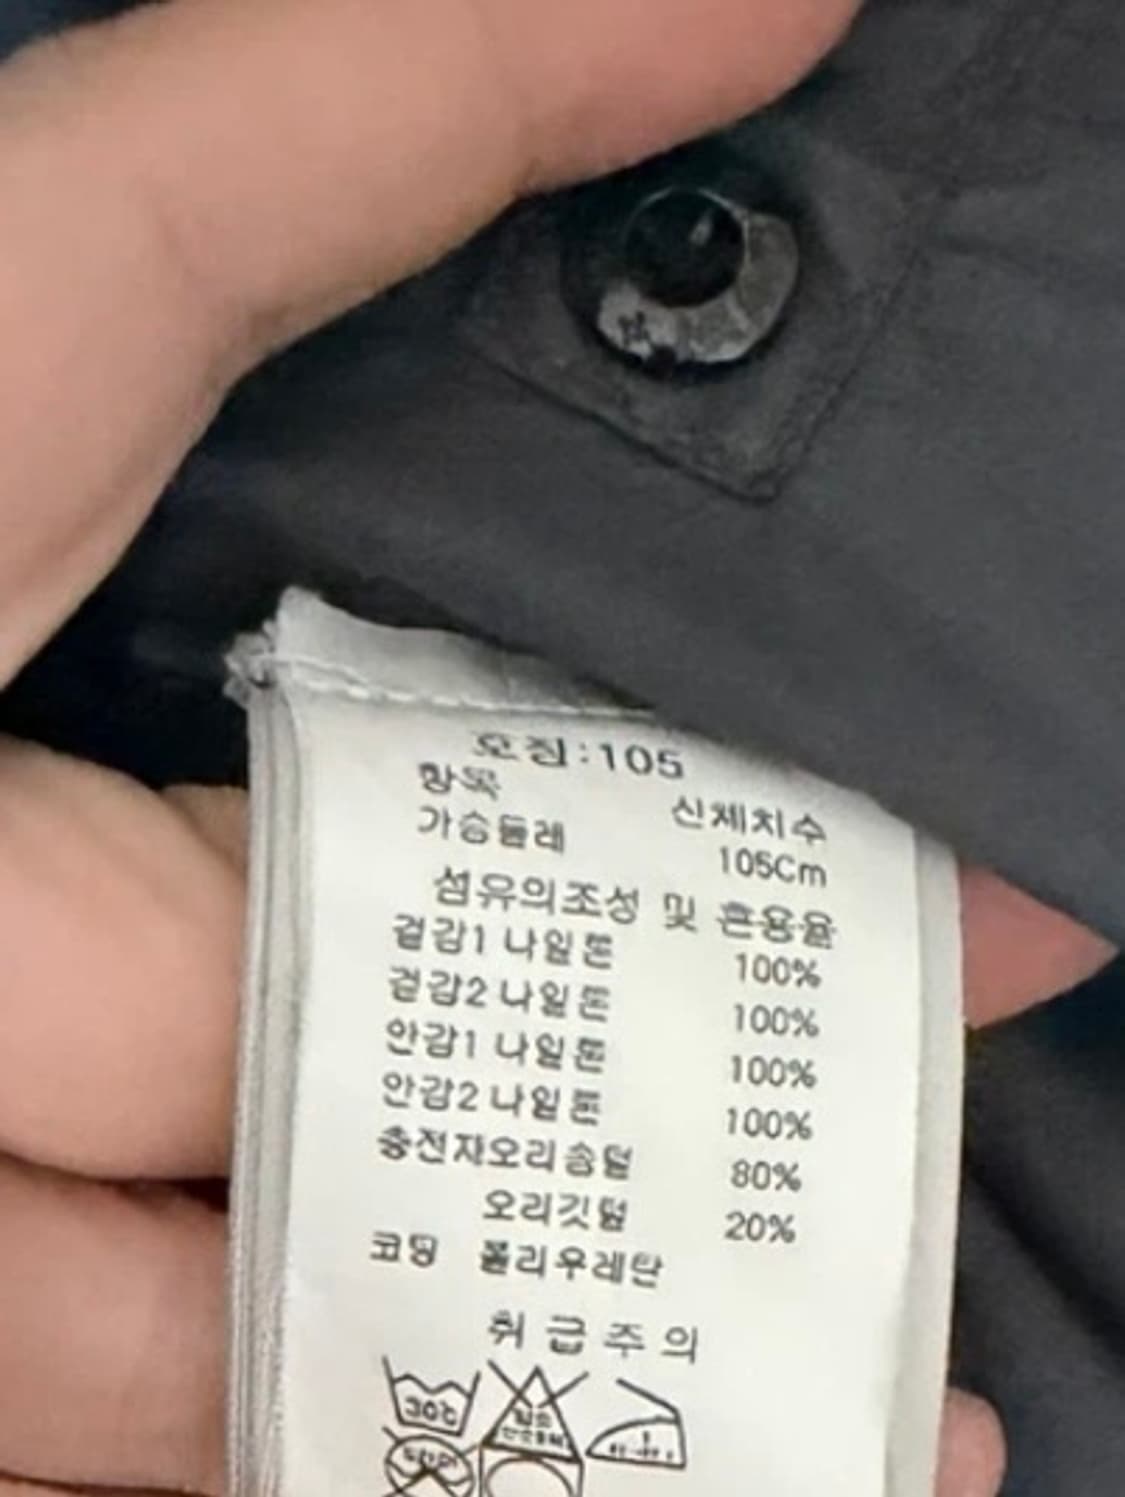 호칭:105
항목 신체치수
가슴둘레 105Cm
섬유의조성 및 혼용율
겉감1 나일론 100%
겉감2 나일론 100%
안감1 나일론 100%
안감2 나일론 100%
충전재오리솜털 80%
오리깃털 20%
코팅 폴리우레탄
취급주의
30℃